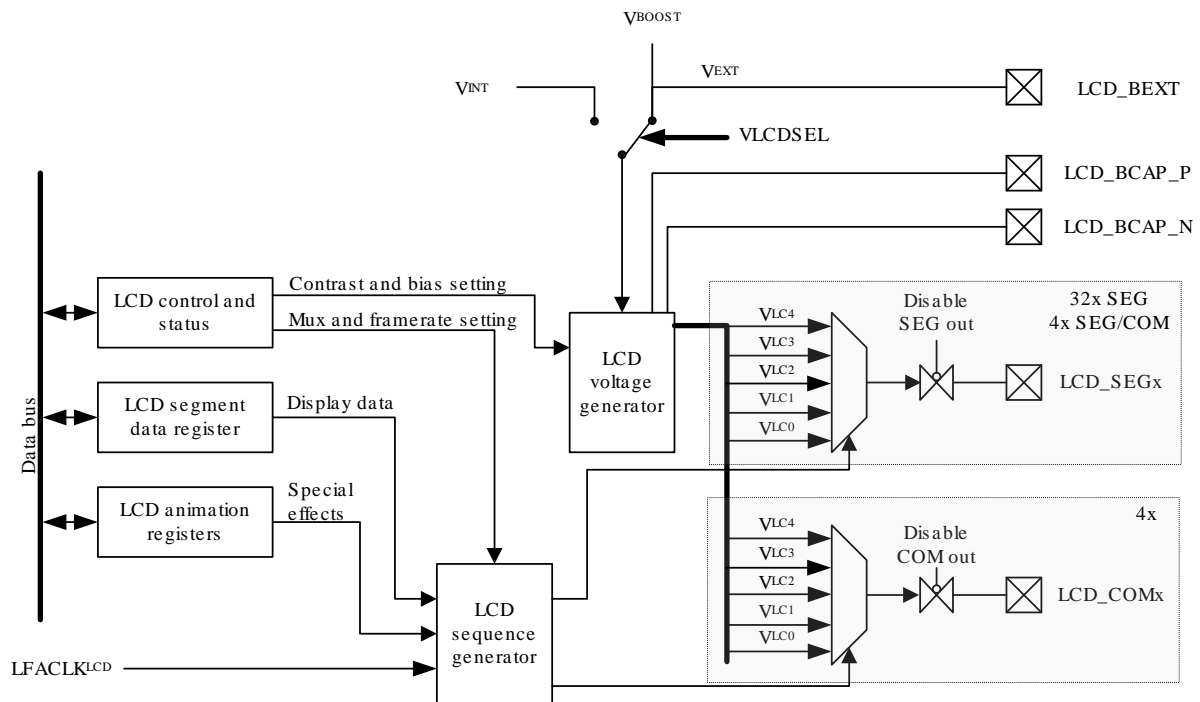 VBOOST
VINT
VEXT
LCD_BEXT
VLCDSEL
LCD_BCAP_P
LCD_BCAP_N
Data bus
LCD control and
status
Contrast and bias setting
Mux and framerate setting
LCD
voltage
generator
VLC4
VLC3
VLC2
VLC1
VLC0
Disable
SEG out
32x SEG
4x SEG/COM
LCD_SEGx
LCD segment
data register
Display data
LCD animation
registers
Special
effects
LCD
sequence
generator
LFACLKLCD
VLC4
VLC3
VLC2
VLC1
VLC0
Disable
COM out
4x
LCD_COMx